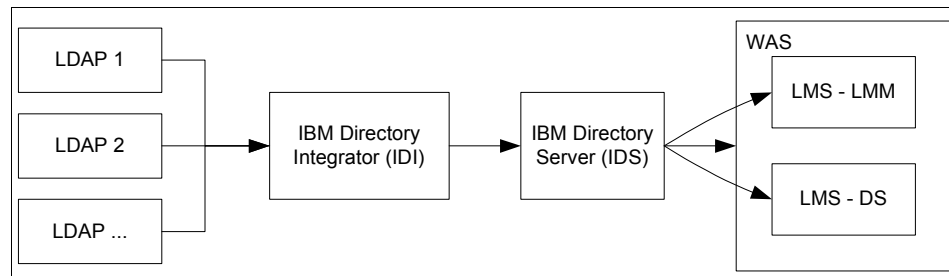 LDAP 1
LDAP 2
LDAP ...
IBM Directory
Integrator (IDI)
IBM Directory
Server (IDS)
WAS
LMS - LMM
LMS - DS